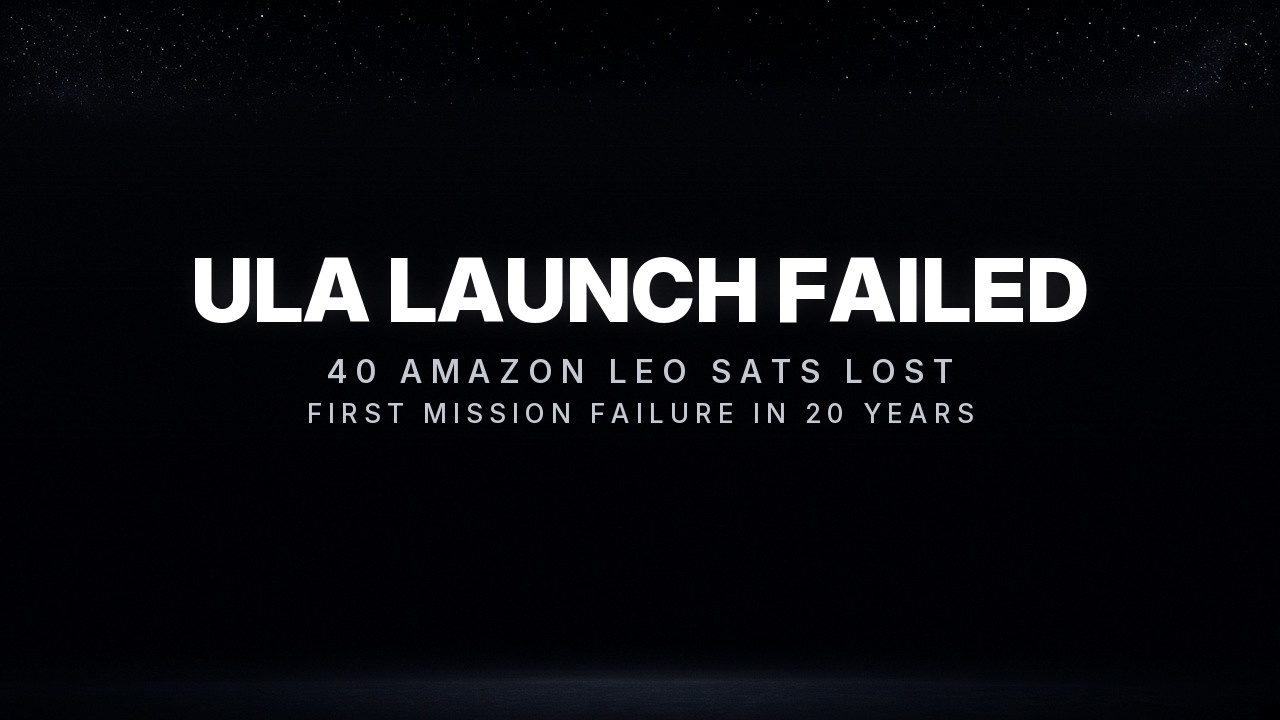 ULA LAUNCH FAILED
40 AMAZON LEO SATS LOST
FIRST MISSION FAILURE IN 20 YEARS